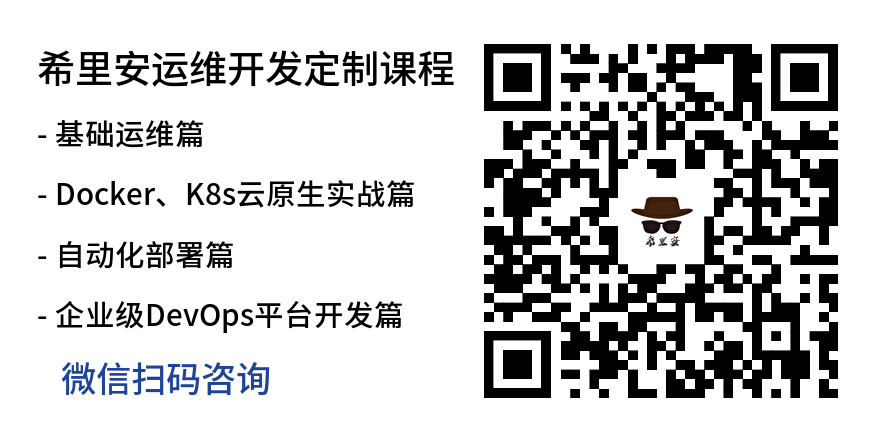 希里安运维开发定制课程
- 基础运维篇
- Docker、K8s云原生实战篇
- 自动化部署篇
- 企业级DevOps平台开发篇
微信扫码咨询
希里安